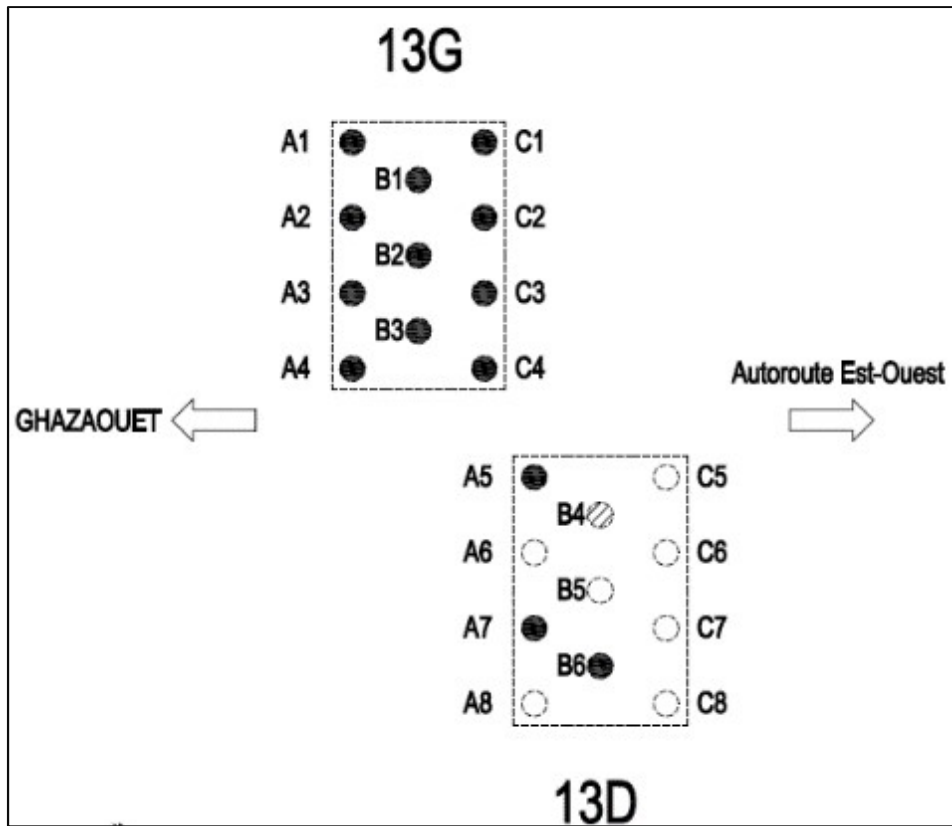 13G
A1 C1
B1
A2 C2
B2
A3 C3
B3
A4 C4
Autoroute Est-Ouest
GHAZAOUET
A5 C5
B4
A6 C6
B5
A7 C7
B6
A8 C8
13D